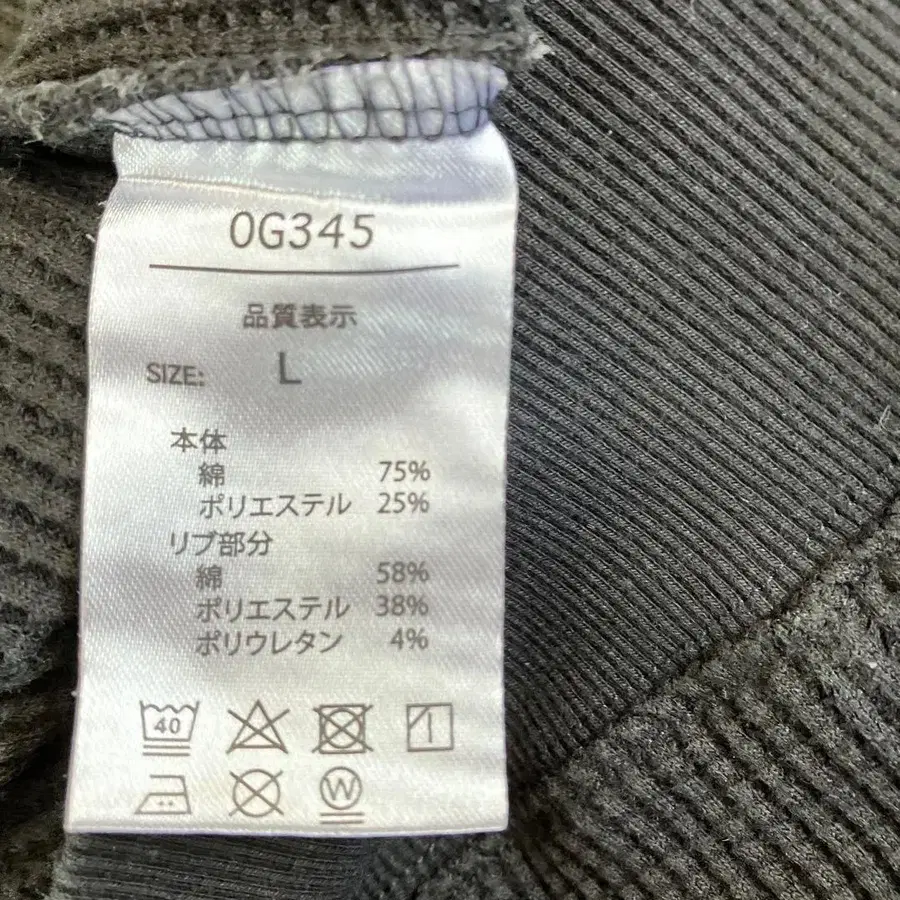 0G345
品質表示
SIZE: L
本体
綿 75%
ポリエステル 25%
リブ部分
綿 58%
ポリエステル 38%
ポリウレタン 4%
40
W